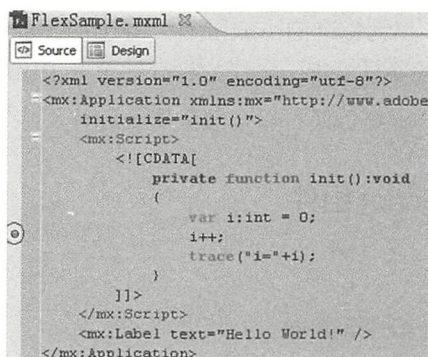 FlexSample.mxml
Source Design
<?xml version="1.0" encoding="utf-8"?>
<mx:Application xmlns:mx="http://www.adobe
initialize="init()">
<mx:Script>
<![CDATA[
private function init():void
{
var i:int = 0;
i++;
trace("i="+i);
}
]]>
</mx:Script>
<mx:Label text="Hello World!" />
</mx:Application>